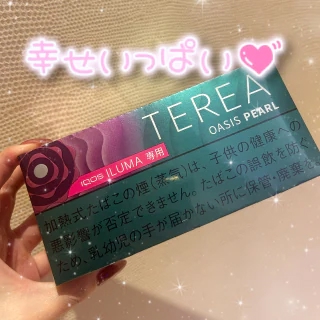 幸せいっぱい
TEREA
OASIS PEARL
IQOS ILUMA 専用
加熱式たばこの煙(蒸気)は、子供の健康への
悪影響が否定できません。たばこの誤飲を防ぐ
ため、乳幼児の手が届かない所に保管・廃棄。